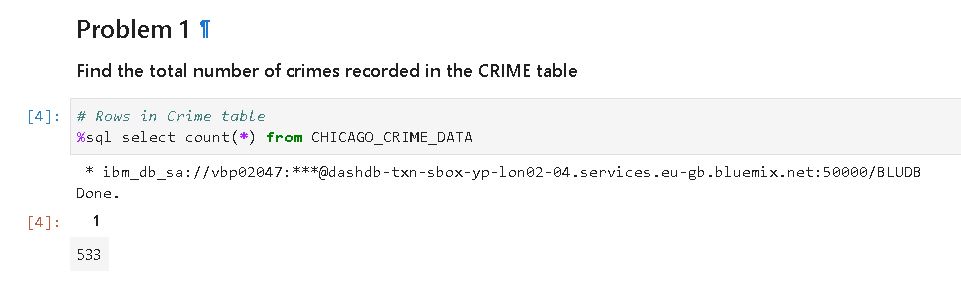 Problem 1 ¶
Find the total number of crimes recorded in the CRIME table
[4]: # Rows in Crime table
%sql select count(*) from CHICAGO_CRIME_DATA
* ibm_db_sa://vbp02047:***@dashdb-txn-sbox-yp-lon02-04.services.eu-gb.bluemix.net:50000/BLUDB
Done.
[4]: 1
533